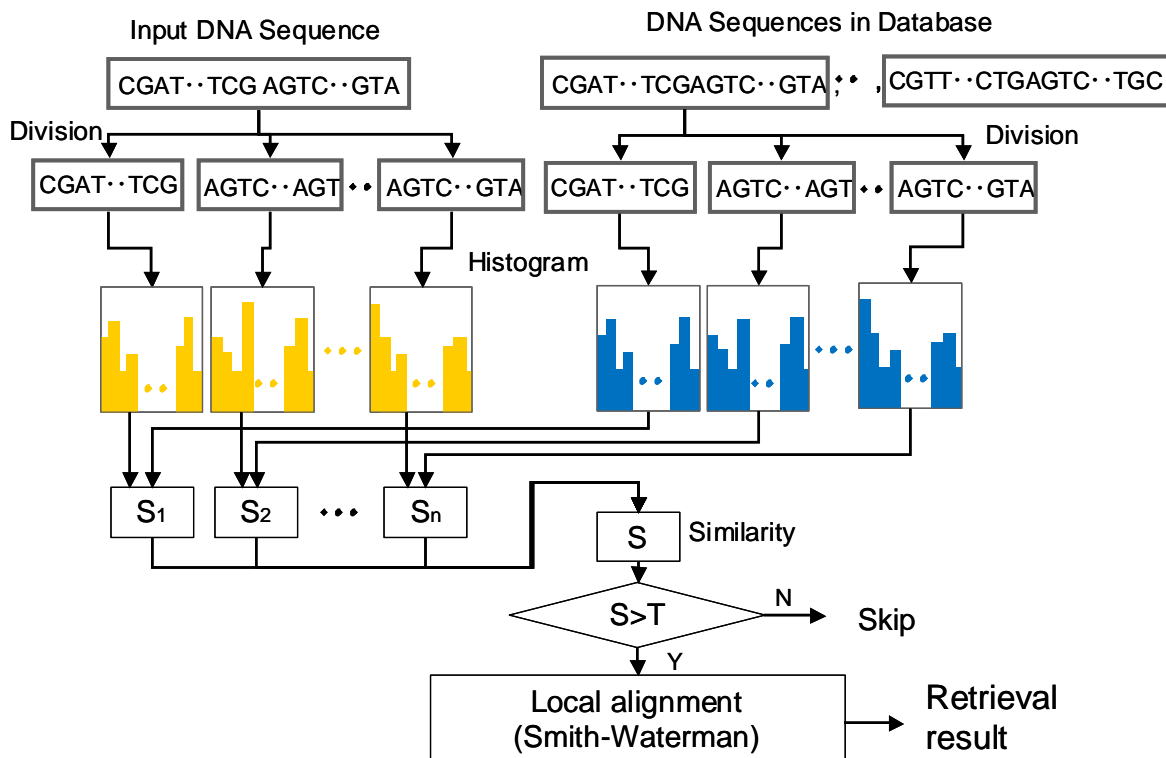 Input DNA Sequence
DNA Sequences in Database
CGAT··TCG AGTC··GTA
CGAT··TCGAGTC··GTA,··,
CGTT··CTGAGTC··TGC
Division
Division
CGAT··TCG
AGTC··AGT
··
AGTC··GTA
CGAT··TCG
AGTC··AGT
··
AGTC··GTA
Histogram
··
··
···
··
··
··
···
··
S1
S2
···
Sn
S
Similarity
S>T
N
Skip
Y
Local alignment
(Smith-Waterman)
Retrieval
result